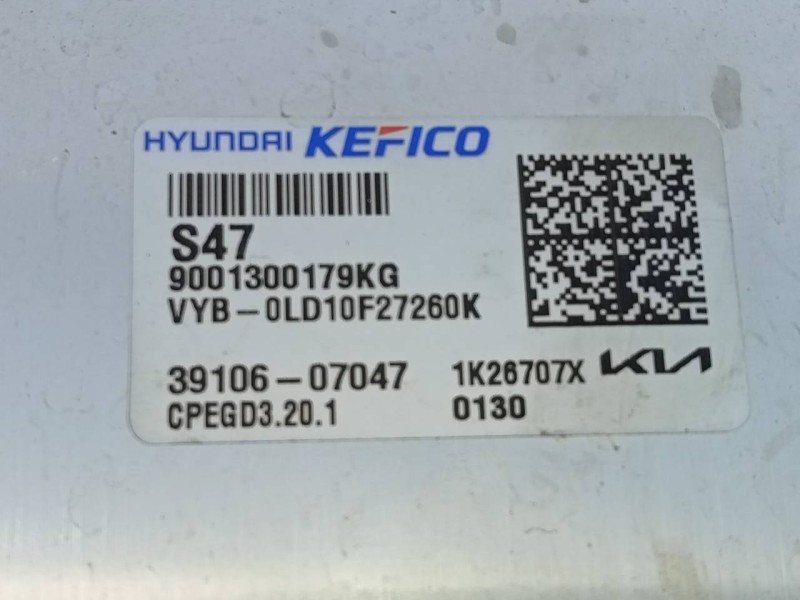 HYUNDAI KEFICO
S47
9001300179KG
VYB-0LD10F27260K
39106-07047 1K26707X KIA
CPEGD3.20.1 0130